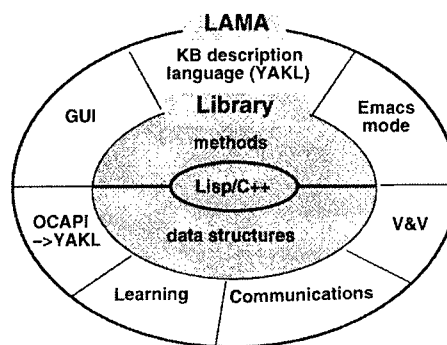 LAMA
KB description
language (YAKL)
GUI
Library
Emacs
mode
methods
Lisp/C++
OCAPI
–>YAKL
data structures
V&V
Learning
Communications